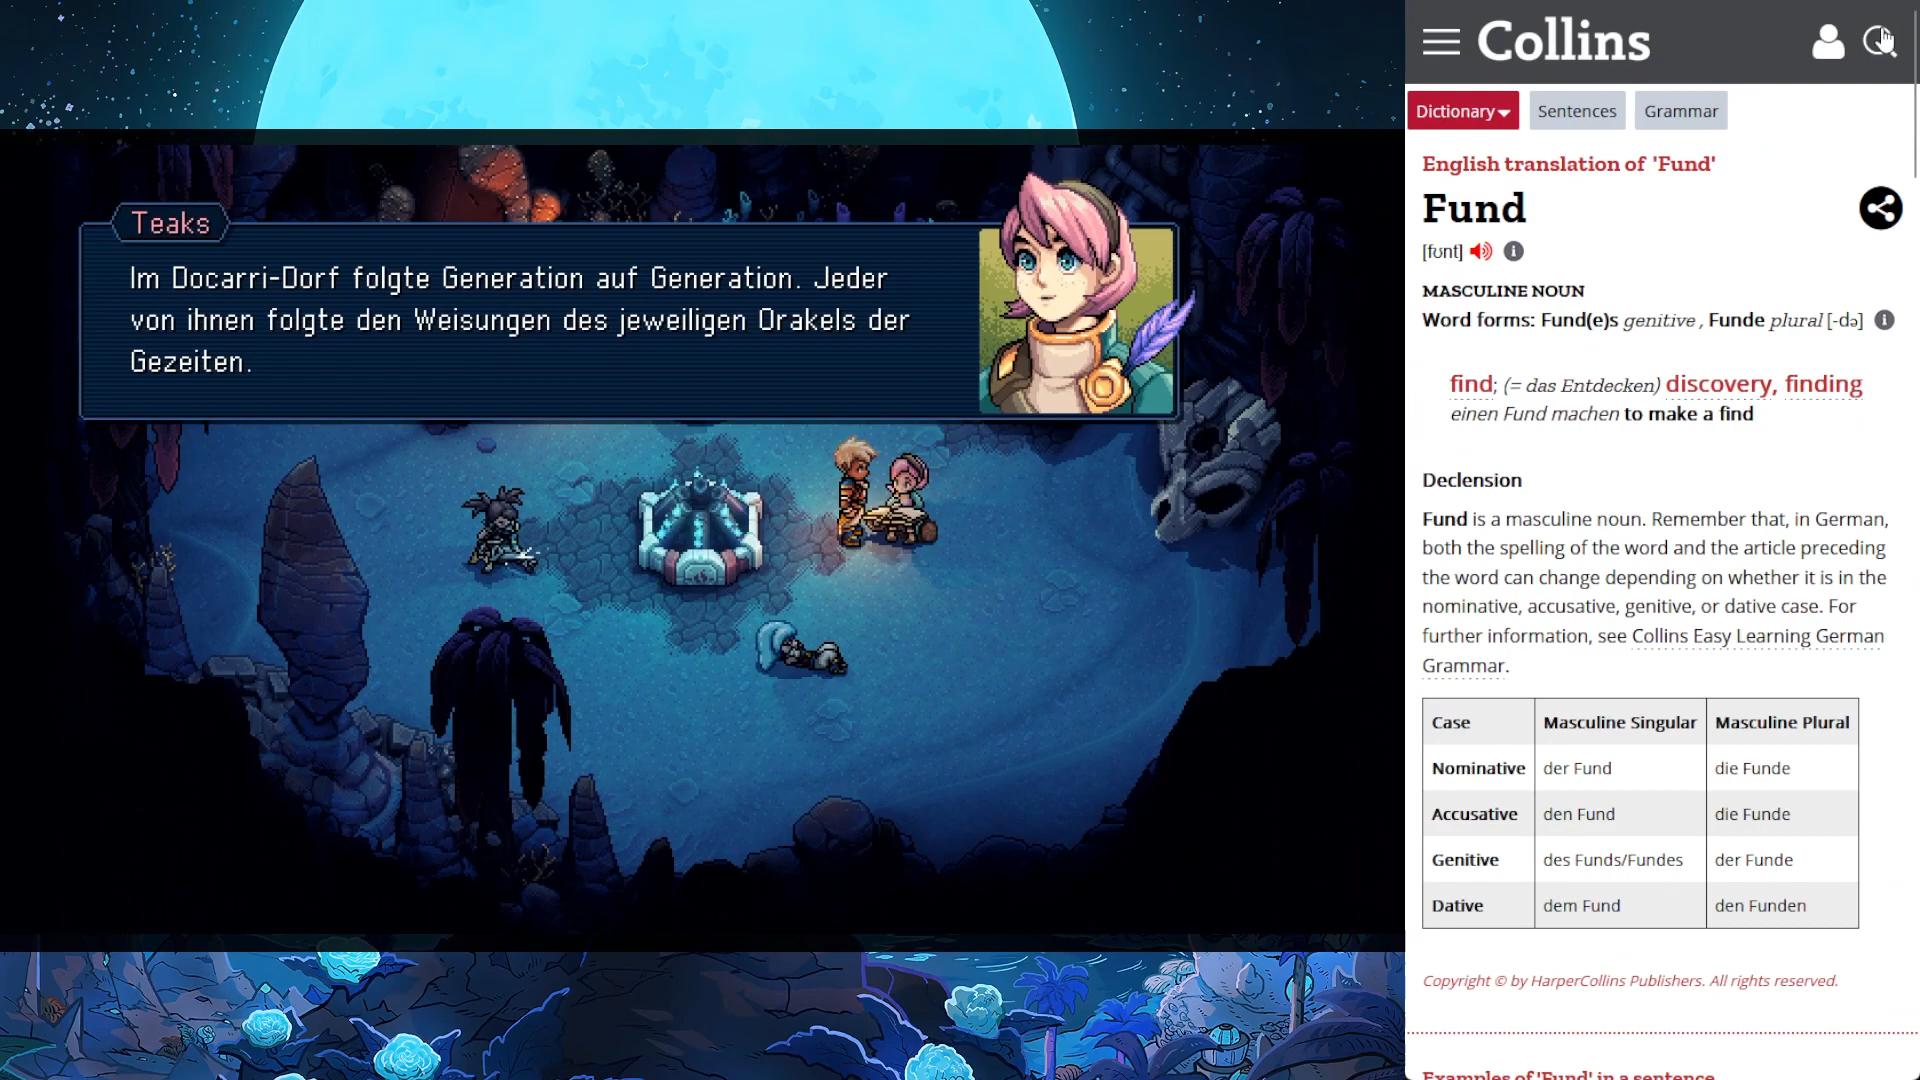 Teaks
Im Docarri-Dorf folgte Generation auf Generation. Jeder
von ihnen folgte den Weisungen des jeweiligen Orakels der
Gezeiten.
Collins
Dictionary
Sentences
Grammar
English translation of 'Fund'
Fund
[fʊnt]
MASCULINE NOUN
Word forms: Fund(e)s genitive , Funde plural [-də]
find; (= das Entdecken) discovery, finding
einen Fund machen to make a find
Declension
Fund is a masculine noun. Remember that, in German,
both the spelling of the word and the article preceding
the word can change depending on whether it is in the
nominative, accusative, genitive, or dative case. For
further information, see Collins Easy Learning German
Grammar.
Case Masculine Singular Masculine Plural
Nominative der Fund die Funde
Accusative den Fund die Funde
Genitive des Funds/Fundes der Funde
Dative dem Fund den Funden
Copyright © by HarperCollins Publishers. All rights reserved.
Examples of 'Fund' in a sentence